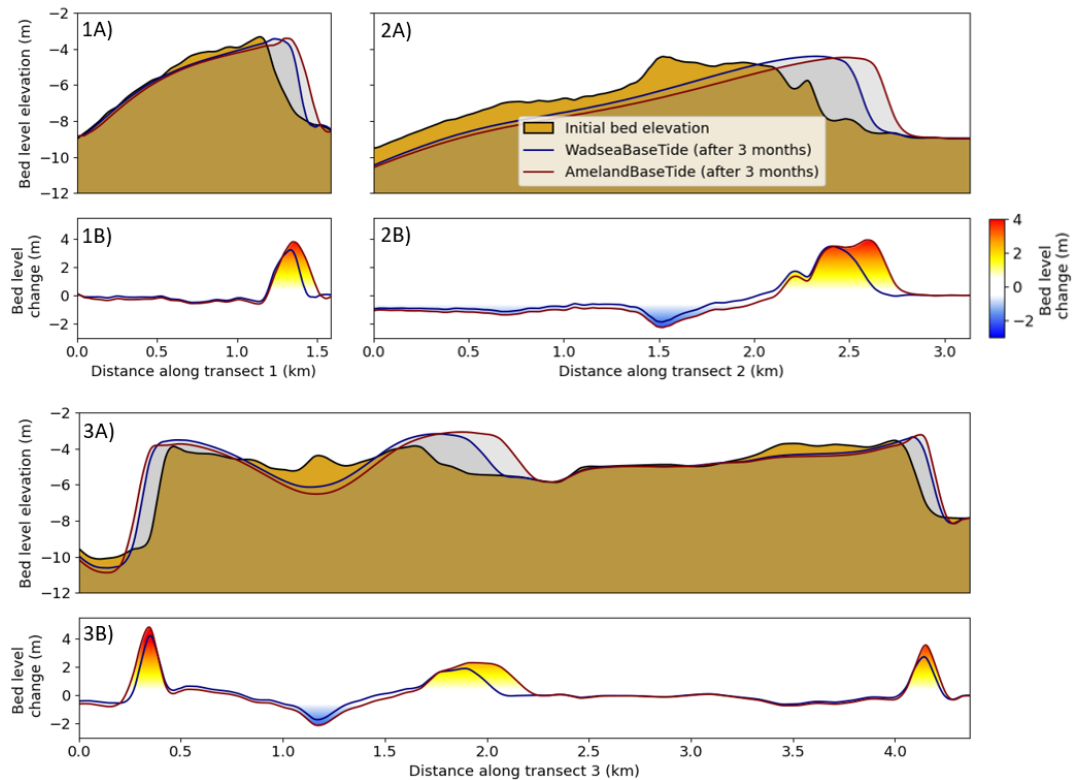 1A)
2A)
Bed level elevation (m)
−2
−4
−6
−8
−10
−12
Initial bed elevation
WadseaBaseTide (after 3 months)
AmelandBaseTide (after 3 months)
1B)
2B)
Bed level
change (m)
4
2
0
−2
0.0 0.5 1.0 1.5
Distance along transect 1 (km)
0.0 0.5 1.0 1.5 2.0 2.5 3.0
Distance along transect 2 (km)
4
2
0
−2
Bed level
change (m)
3A)
Bed level elevation (m)
−2
−4
−6
−8
−10
−12
3B)
Bed level
change (m)
4
2
0
−2
0.0 0.5 1.0 1.5 2.0 2.5 3.0 3.5 4.0
Distance along transect 3 (km)